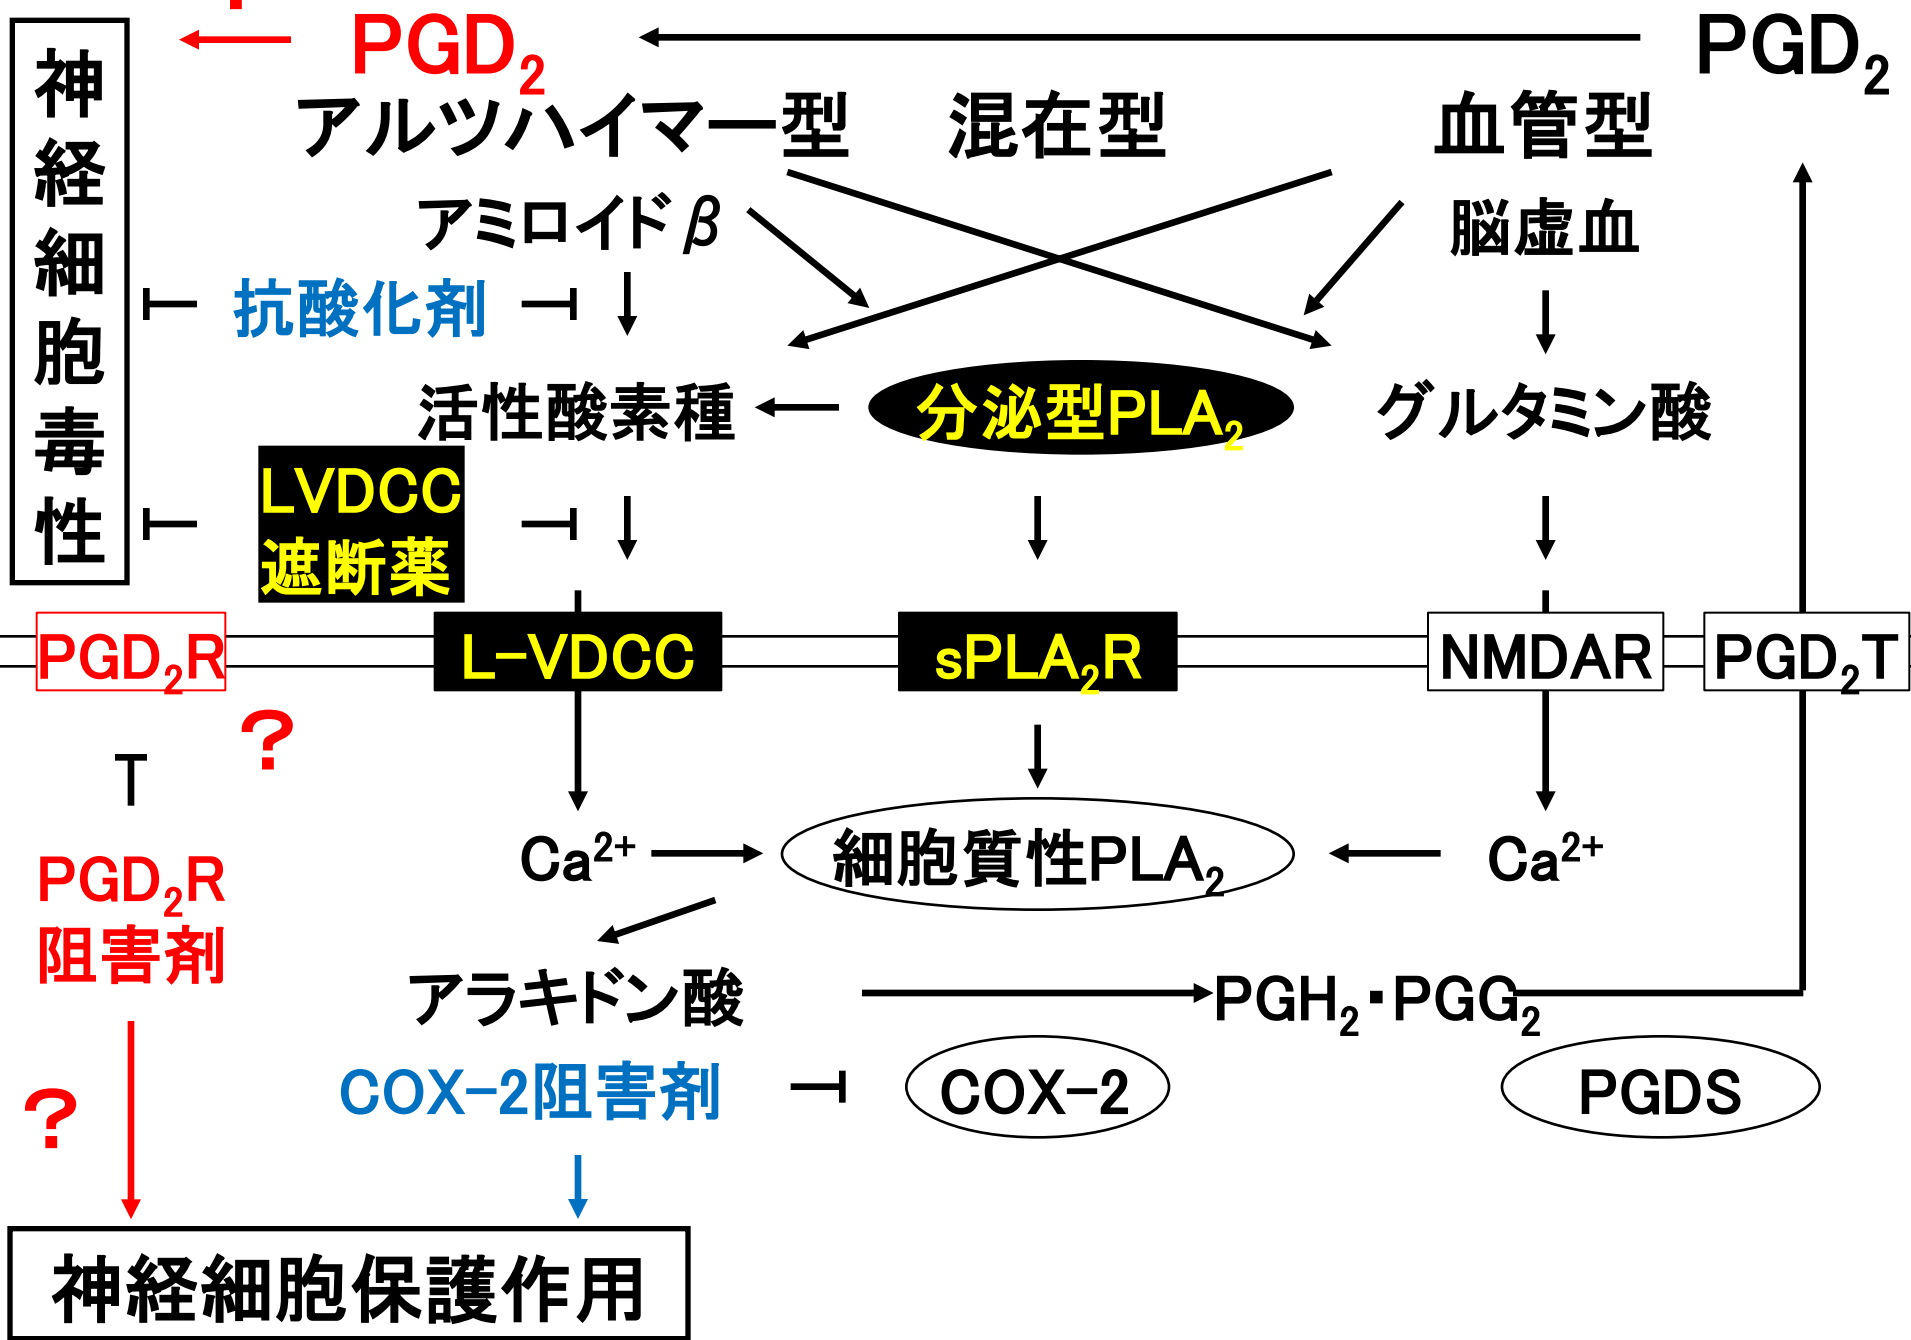 神経細胞毒性
PGD₂
PGD₂
アルツハイマー型
混在型
血管型
アミロイドβ
脳虚血
抗酸化剤
活性酸素種
分泌型PLA₂
グルタミン酸
LVDCC
遮断薬
PGD₂R
L-VDCC
sPLA₂R
NMDAR
PGD₂T
?
Ca²⁺
細胞質性PLA₂
Ca²⁺
PGD₂R
阻害剤
アラキドン酸
PGH₂・PGG₂
COX-2阻害剤
COX-2
PGDS
?
神経細胞保護作用